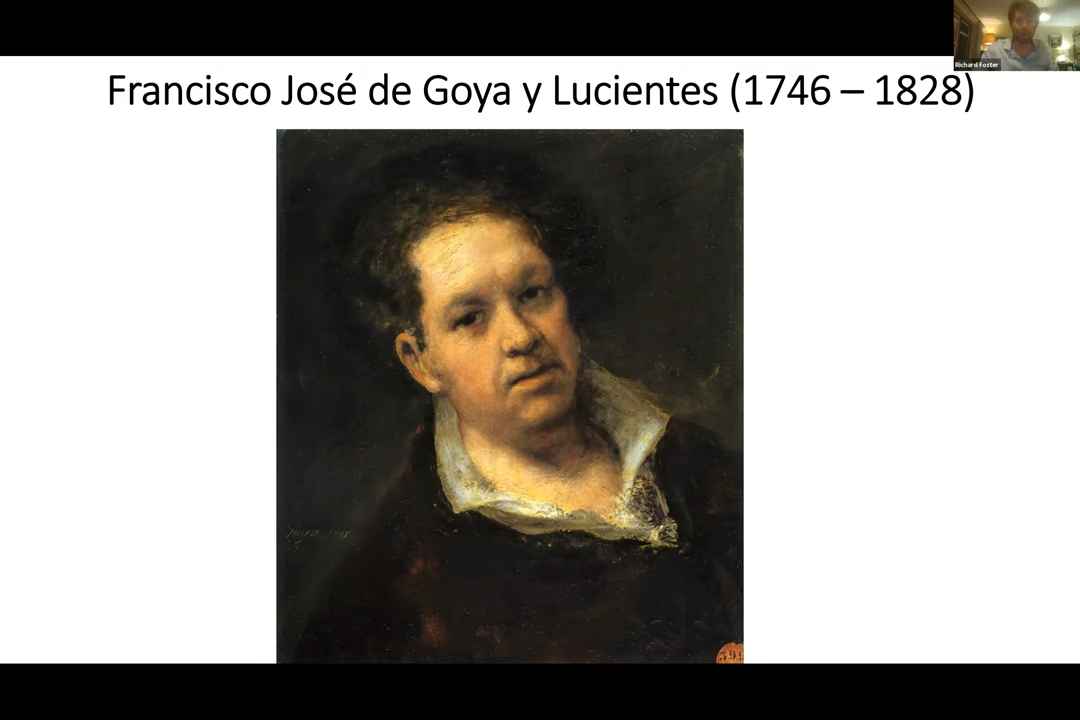 Richard Foster
Francisco José de Goya y Lucientes (1746 – 1828)